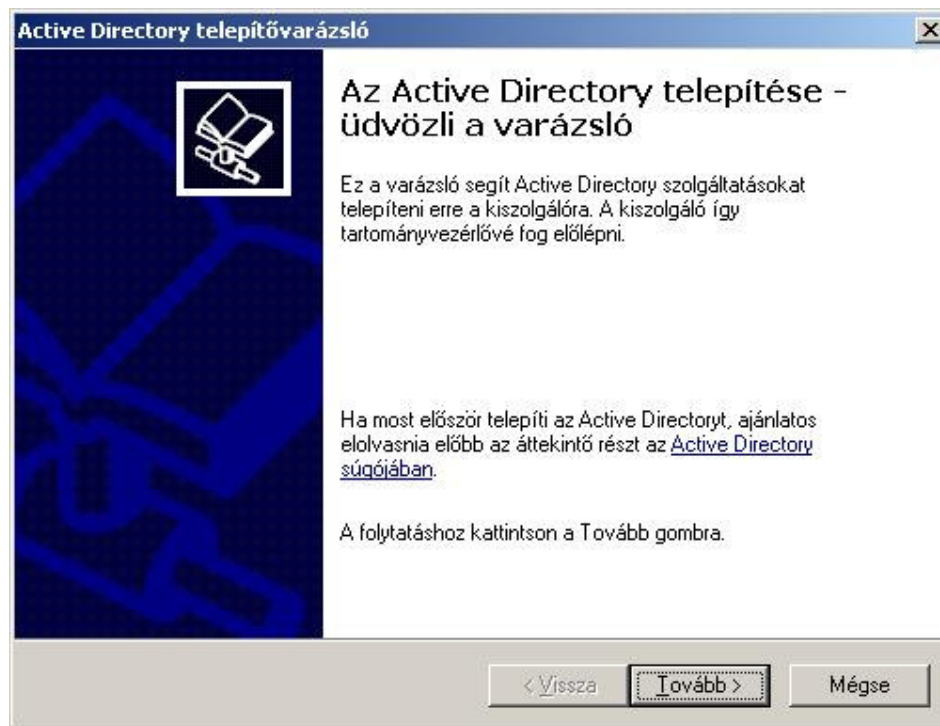 Active Directory telepítővarázsló
Az Active Directory telepítése -
üdvözli a varázsló
Ez a varázsló segít Active Directory szolgáltatásokat
telepíteni erre a kiszolgálóra. A kiszolgáló így
tartományvezérlővé fog előlépni.
Ha most először telepíti az Active Directoryt, ajánlatos
elolvasnia előbb az áttekintő részt az Active Directory
súgójában.
A folytatáshoz kattintson a Tovább gombra.
< Vissza Tovább > Mégse